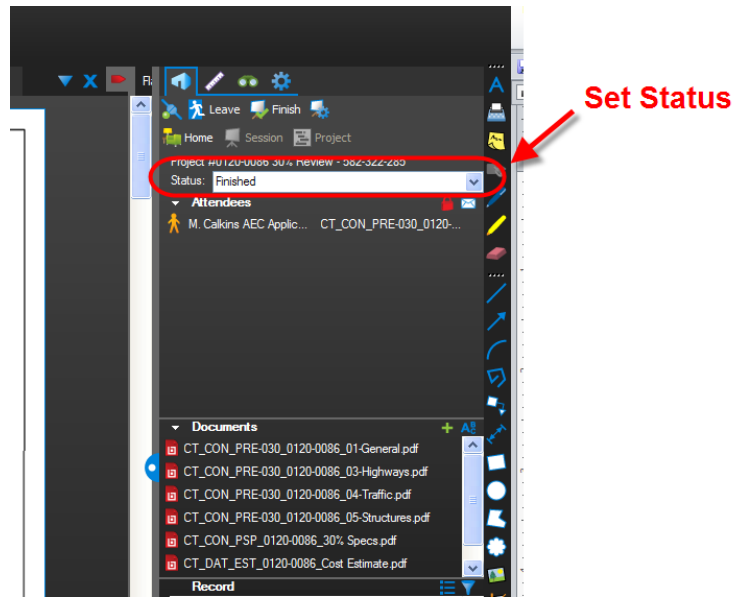 Set Status
Leave Finish
Home Session Project
Project #0120-0086 30% Review - 582-322-285
Status: Finished
Attendees
M. Calkins AEC Applic... CT_CON_PRE-030_0120-...
Documents
CT_CON_PRE-030_0120-0086_01-General.pdf
CT_CON_PRE-030_0120-0086_03-Highways.pdf
CT_CON_PRE-030_0120-0086_04-Traffic.pdf
CT_CON_PRE-030_0120-0086_05-Structures.pdf
CT_CON_PSP_0120-0086_30% Specs.pdf
CT_DAT_EST_0120-0086_Cost Estimate.pdf
Record